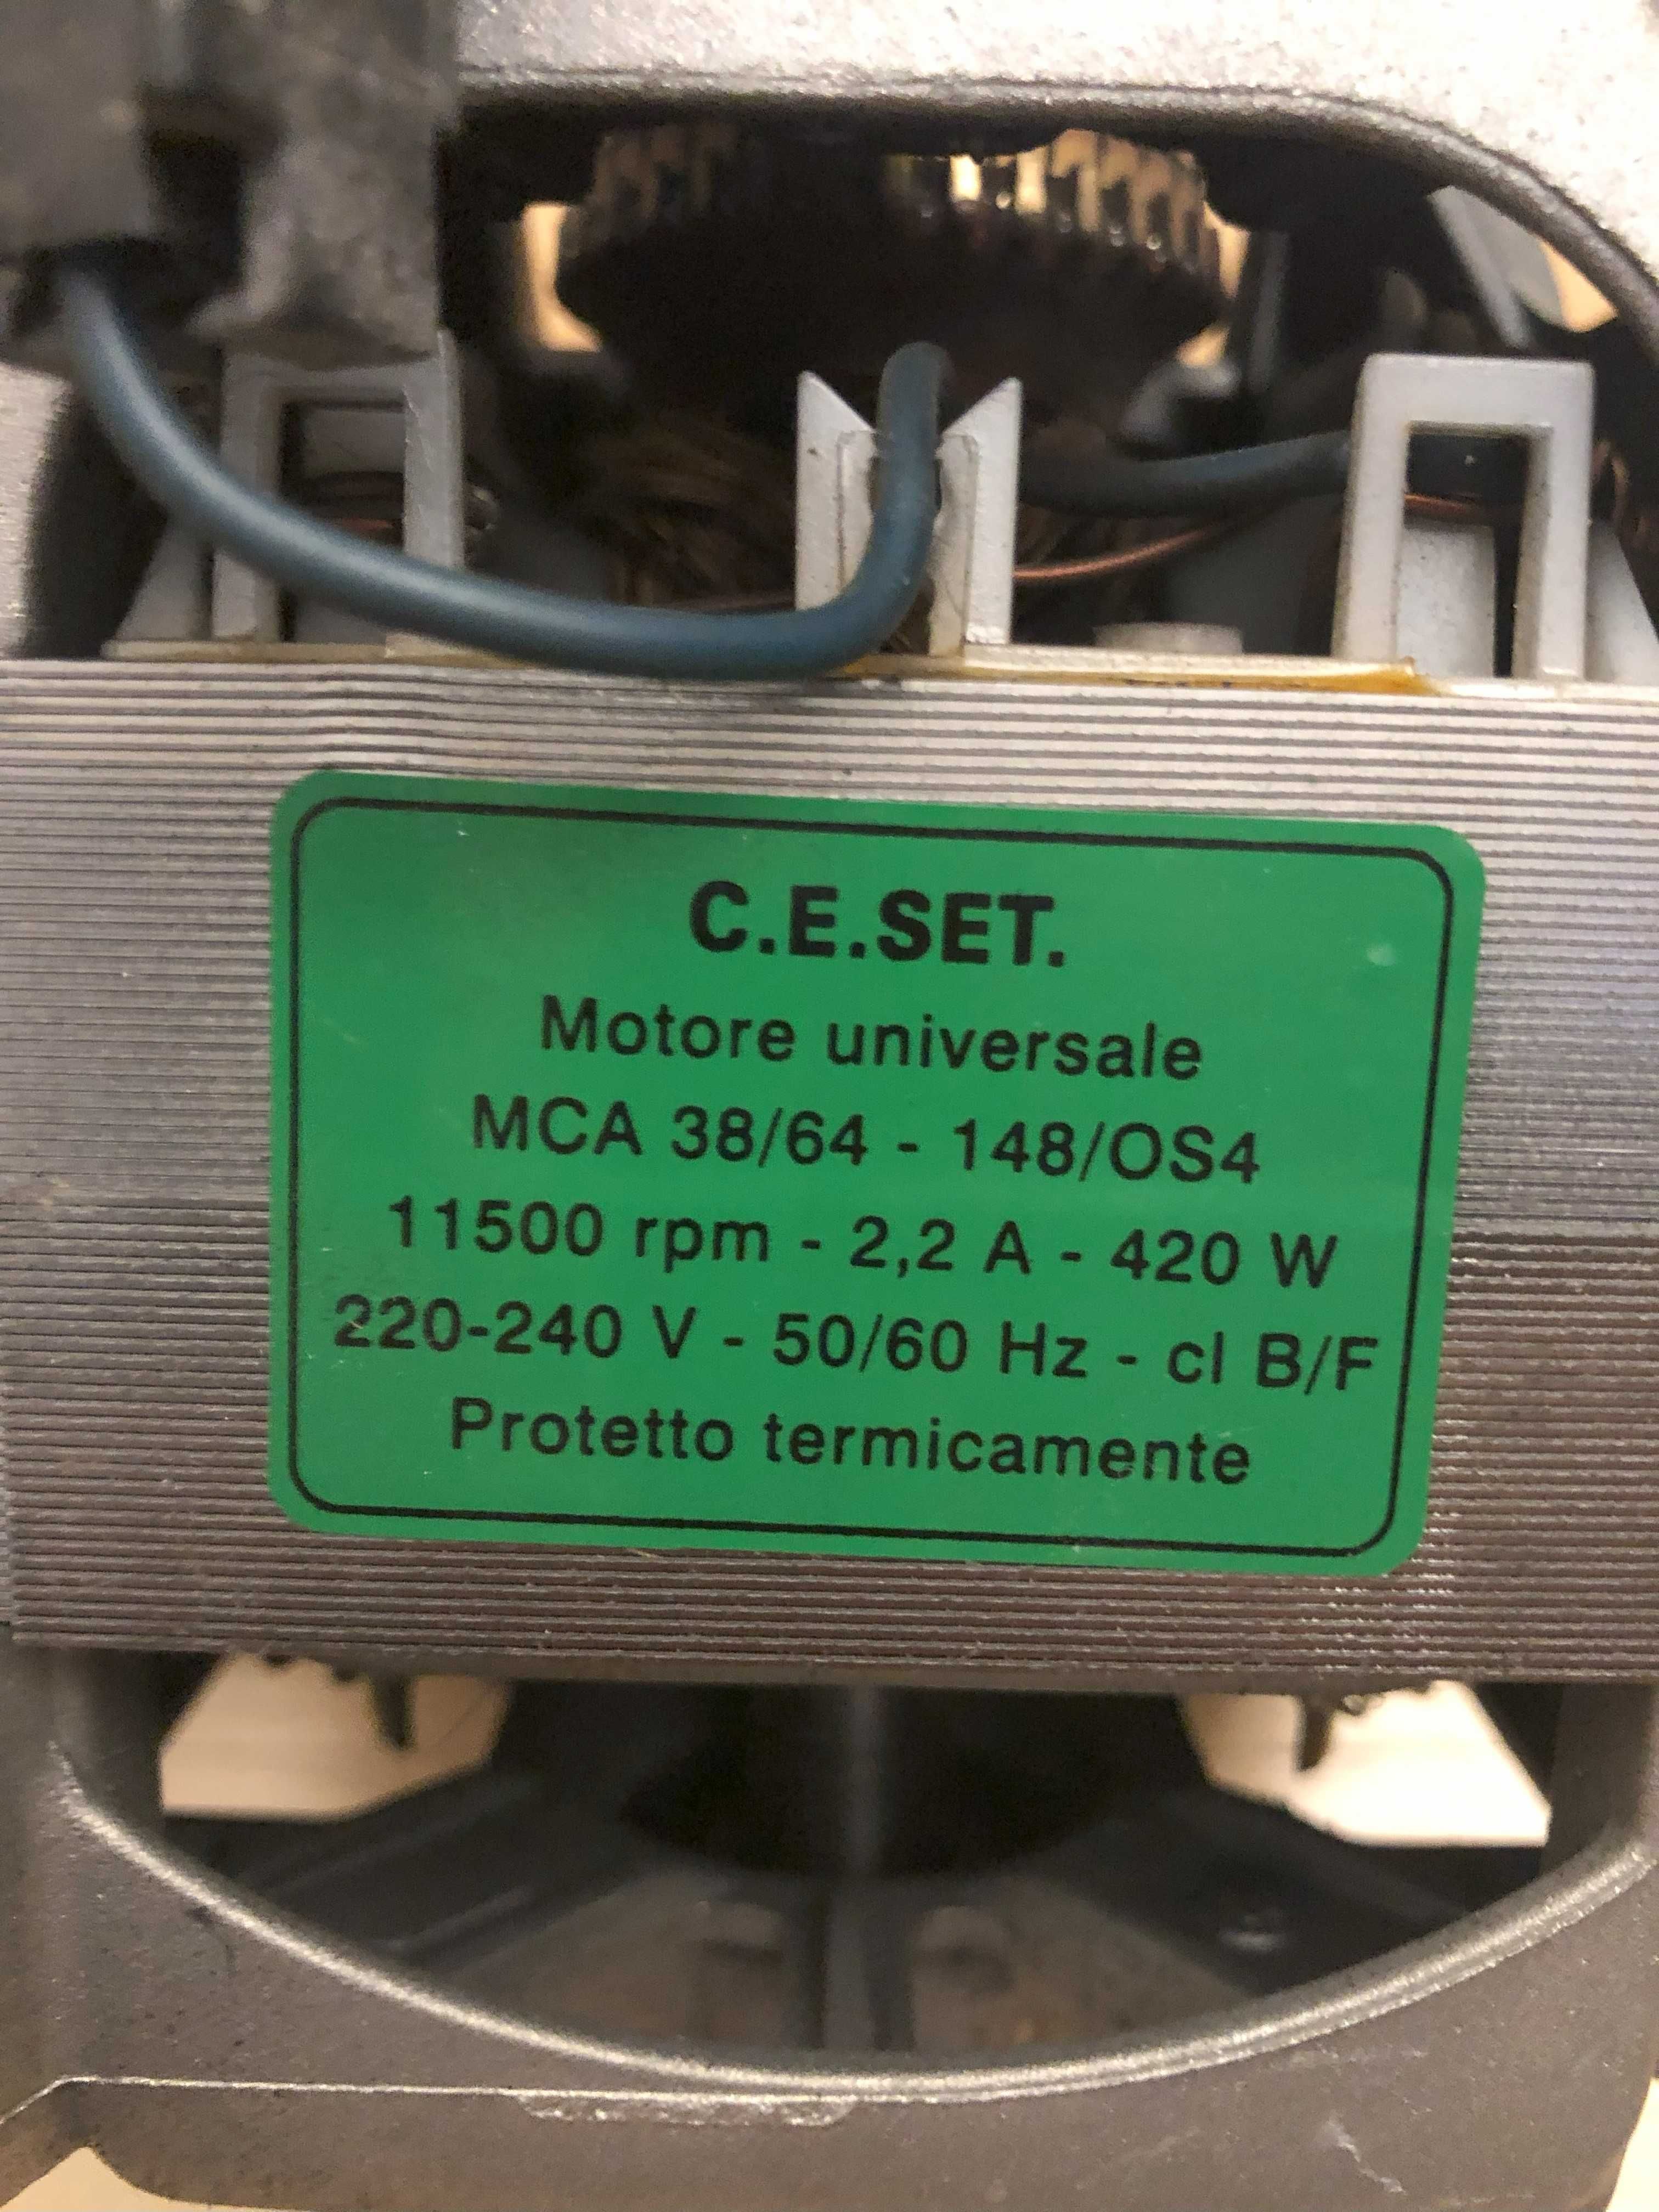 C.E.SET.
Motore universale
MCA 38/64 - 148/OS4
11500 rpm - 2,2 A - 420 W
220-240 V - 50/60 Hz - cl B/F
Protetto termicamente